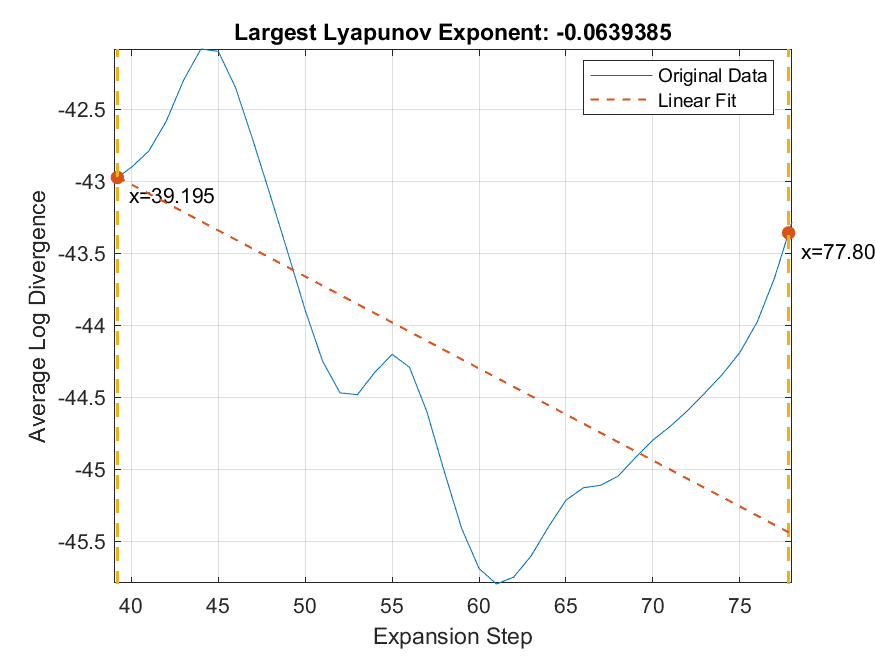 Largest Lyapunov Exponent: -0.0639385
Original Data
Linear Fit
-42.5
-43
-43.5
-44
-44.5
-45
-45.5
x=39.195
x=77.80
40 45 50 55 60 65 70 75
Expansion Step
Average Log Divergence